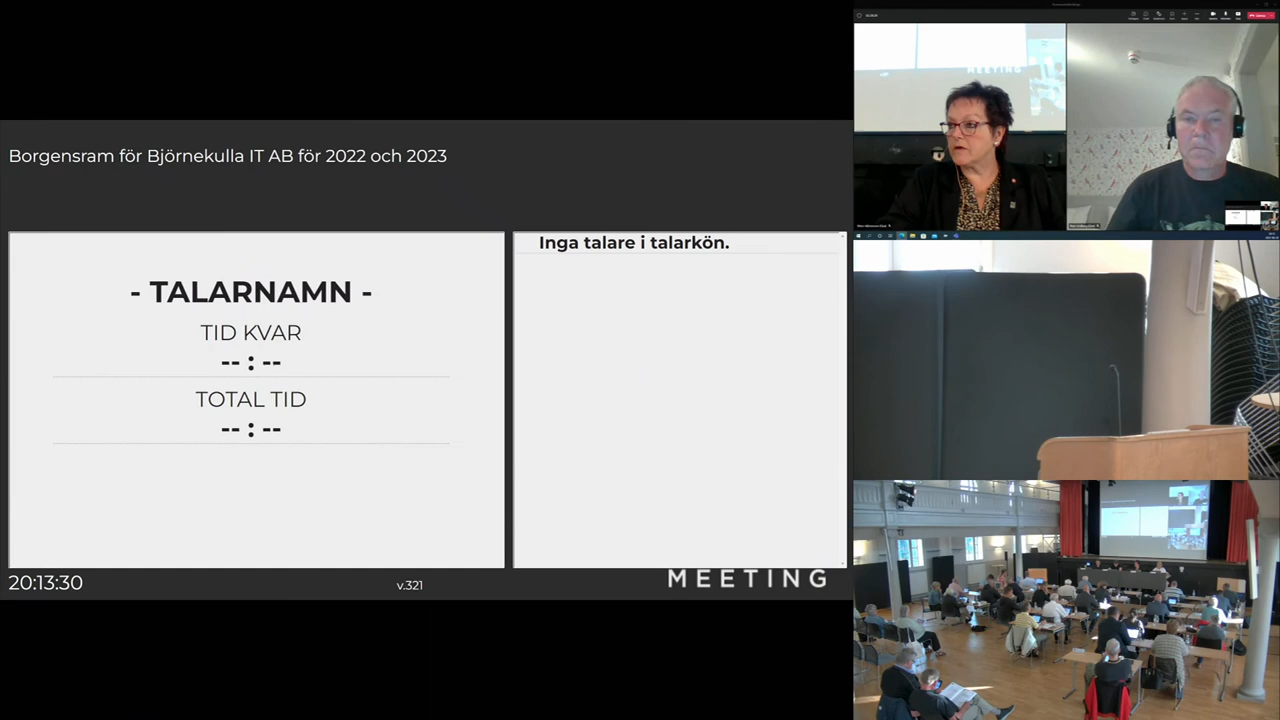 Borgensram för Björnekulla IT AB för 2022 och 2023
- TALARNAMN -
TID KVAR
-- : --
TOTAL TID
-- : --
Inga talare i talarkön.
20:13:30
v.321
MEETING
MEETING